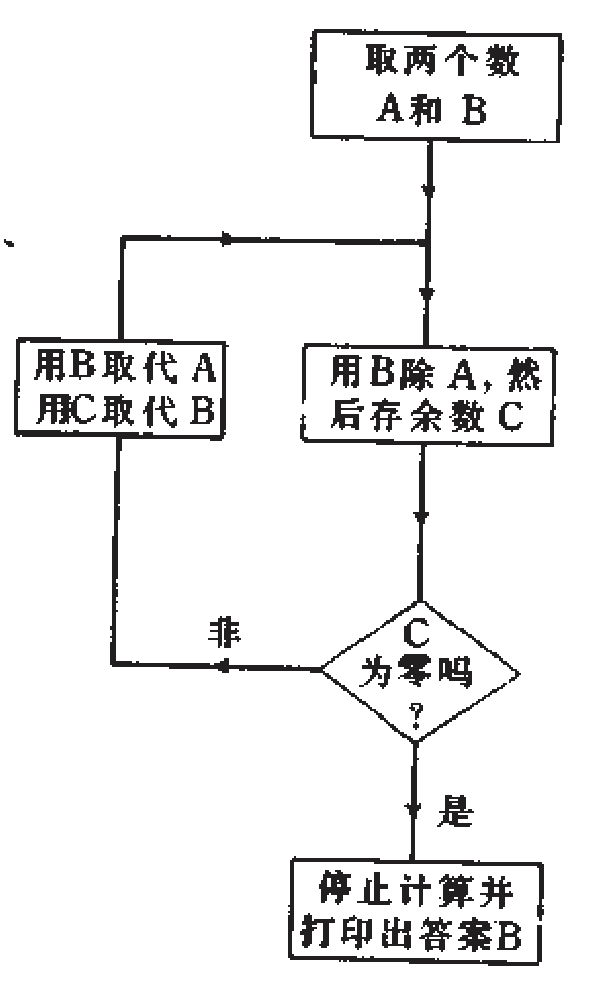 取两个数
A和 B
用B取代 A
用C取代 B
用B除 A, 然
后存余数 C
非
C
为零吗
?
是
停止计算并
打印出答案B